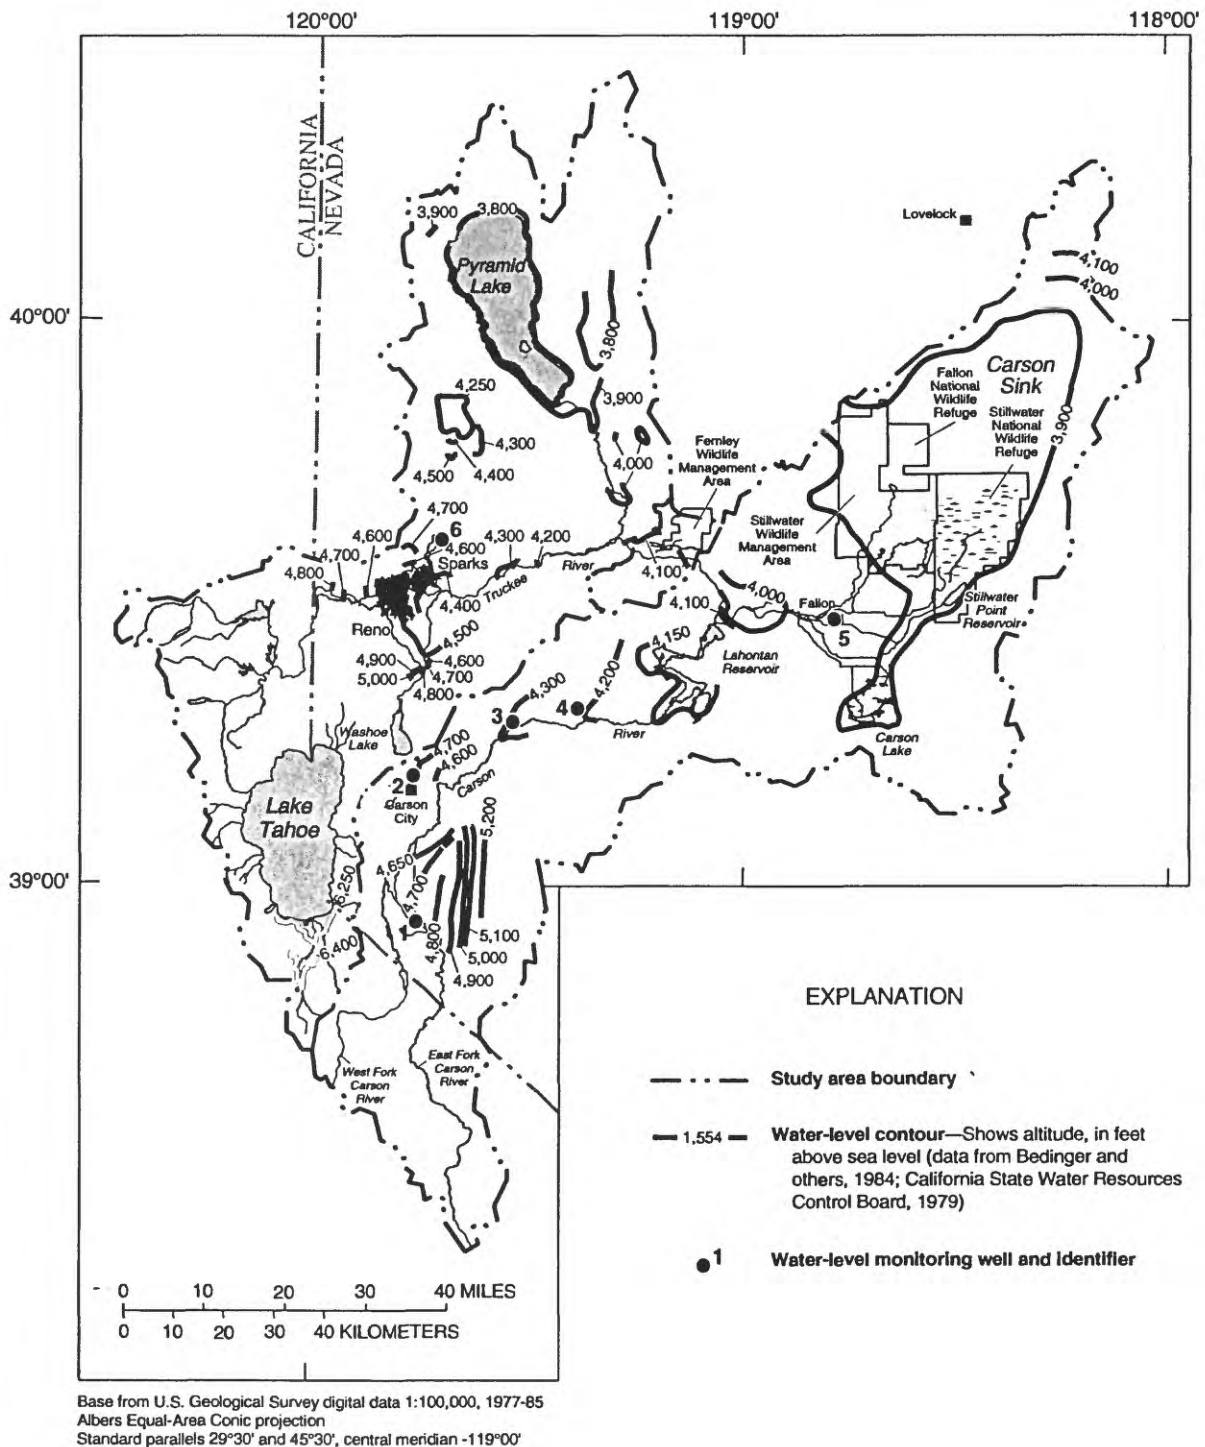 120°00'
119°00'
118°00'
CALIFORNIA
NEVADA
3,900
3,800
Lovelock
Pyramid
Lake
4,100
4,000
40°00'
3,800
Carson
Sink
Fallon
National
Wildlife
Refuge
4,250
3,900
Stillwater
National
Wildlife
Refuge
3,900
4,300
4,400
4,500
4,000
Fernley
Wildlife
Management
Area
4,700
6
4,600
4,700
4,800
4,600
Sparks
4,300
4,200
River
Truckee
4,100
Stillwater
Wildlife
Management
Area
4,400
4,000
4,100
Fallon
5
Stillwater
Point
Reservoir
Reno
4,500
4,900
5,000
4,600
4,700
4,800
4,150
Lahontan
Reservoir
4,300
4,200
3
4
River
Carson
Lake
Washoe
Lake
4,700
4,600
Carson
2
Carson
City
Lake
Tahoe
5,200
4,650
39°00'
6,250
4,700
1
4,800
6,400
5,100
5,000
4,900
West Fork
Carson
River
East Fork
Carson
River
EXPLANATION
Study area boundary
1,554
Water-level contour—Shows altitude, in feet
above sea level (data from Bedinger and
others, 1984; California State Water Resources
Control Board, 1979)
1
Water-level monitoring well and identifier
0 10 20 30 40 MILES
0 10 20 30 40 KILOMETERS
Base from U.S. Geological Survey digital data 1:100,000, 1977-85
Albers Equal-Area Conic projection
Standard parallels 29°30' and 45°30', central meridian -119°00'